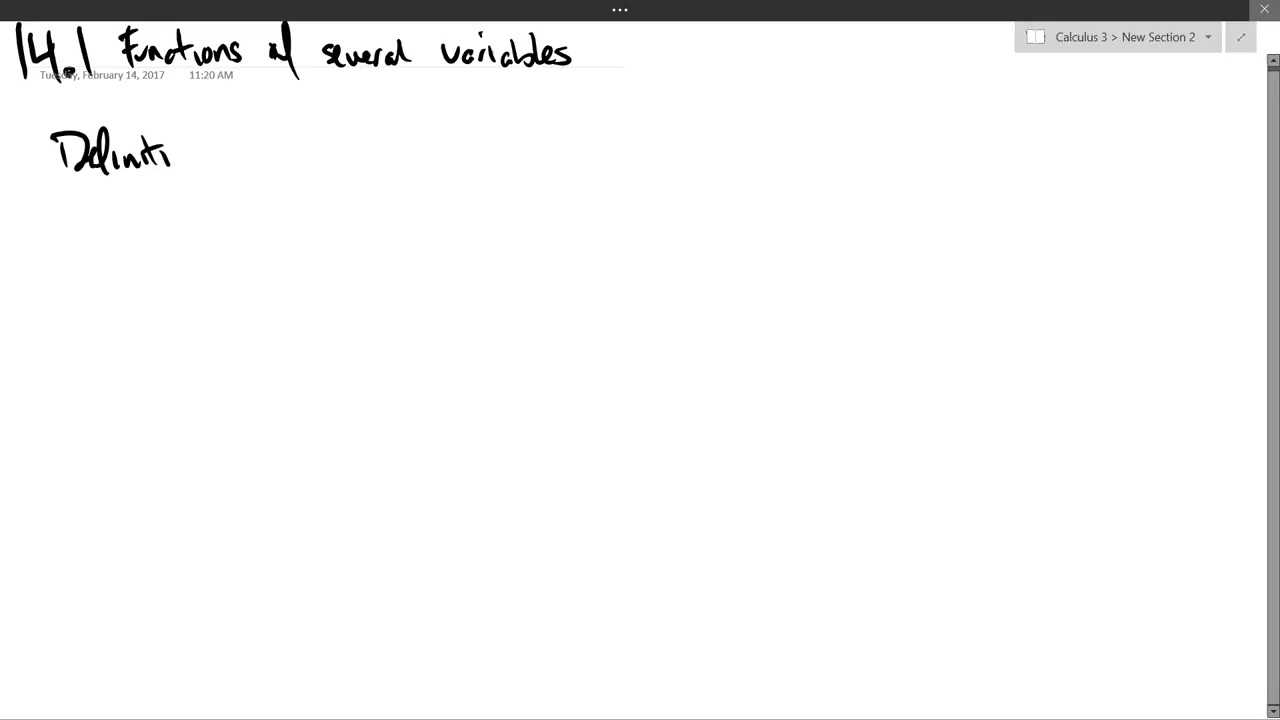 Calculus 3 > New Section 2
14.1 Functions of several variables
Tuesday, February 14, 2017 11:20 AM
Definiti